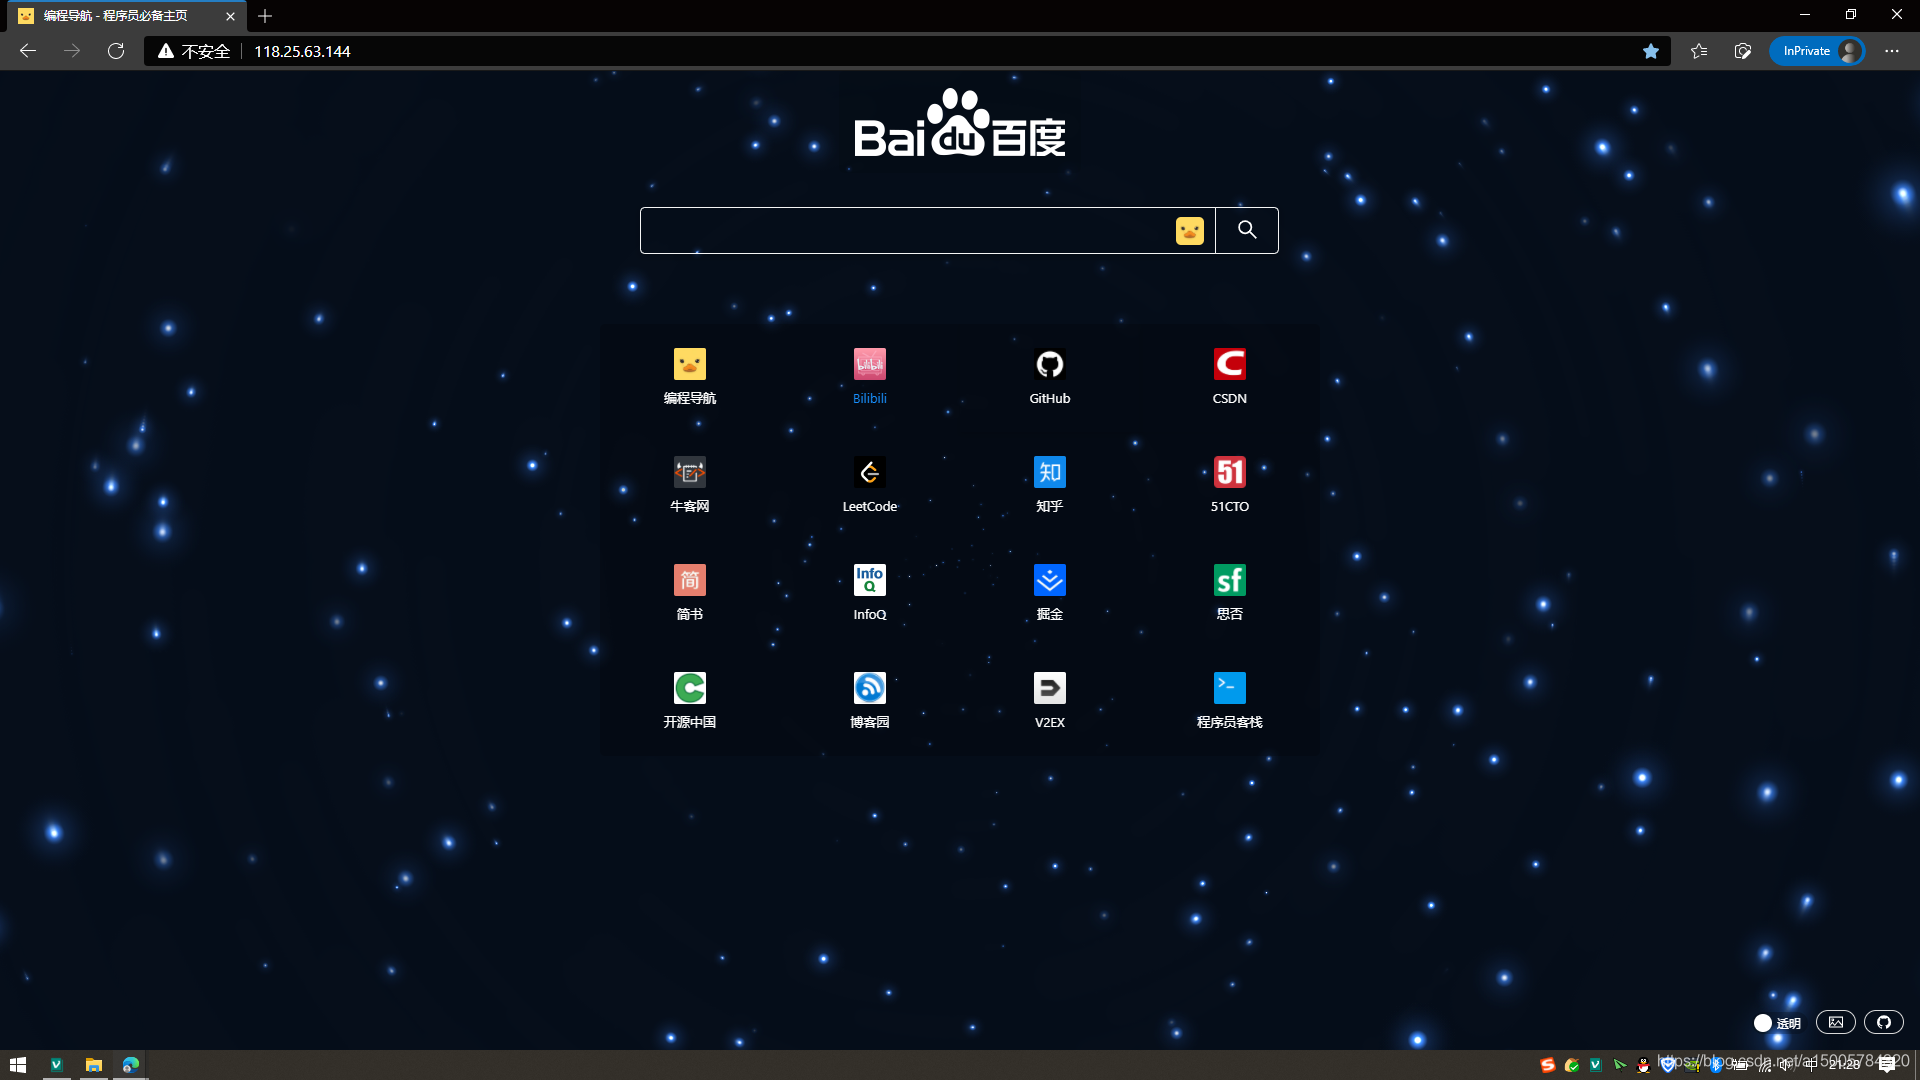 编程导航 - 程序员必备主页
不安全 118.25.63.144
InPrivate
Bai du 百度
编程导航 Bilibili GitHub CSDN
牛客网 LeetCode 知乎 51CTO
简书 InfoQ 掘金 思否
开源中国 博客园 V2EX 程序员客栈
透明
https://blog.csdn.net/a15005784320
中 21:28